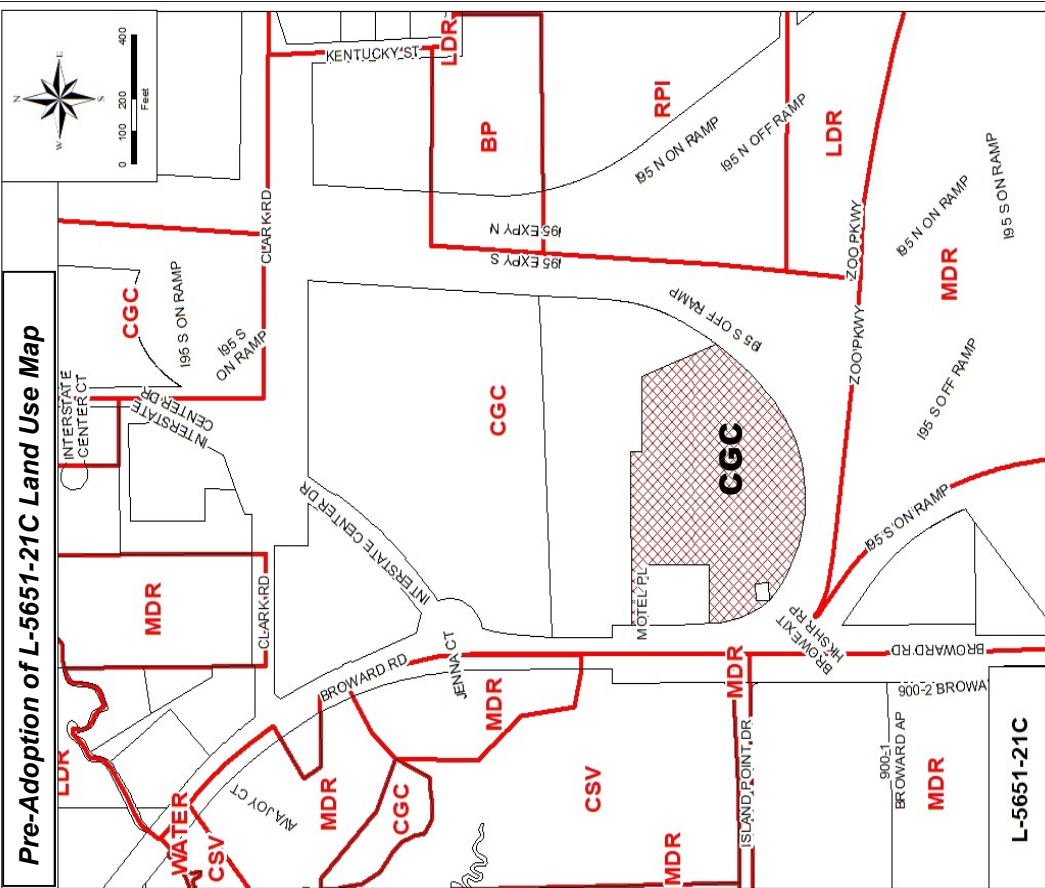 Pre-Adoption of L-5651-21C Land Use Map
N
E
S
W
0 100 200 400
Feet
KENTUCKY ST
LDR
BP
RPI
I95 N ON RAMP
I95 N OFF RAMP
LDR
CLARK RD
I95 EXPY N
I95 EXPY S
ZOO PKWY
ZOO PKWY
I95 N ON RAMP
I95 S ON RAMP
MDR
CGC
I95 S ON RAMP
I95 S
ON RAMP
INTERSTATE
CENTER CT
INTERSTATE
CENTER DR
CGC
I95 S OFF RAMP
CGC
I95 S OFF RAMP
I95 S ON RAMP
INTERSTATE CENTER DR
MOTEL PL
MDR
CLARK RD
BROWEXIT
HKSHR RP
BROWARD RD
JENNA CT
BROWARD RD
MDR
MDR
900-2 BROWA
LDR
WATER
CSV
AVA JOY CT
MDR
CGC
CSV
MDR
ISLAND POINT DR
900-1
BROWARD AP
MDR
L-5651-21C